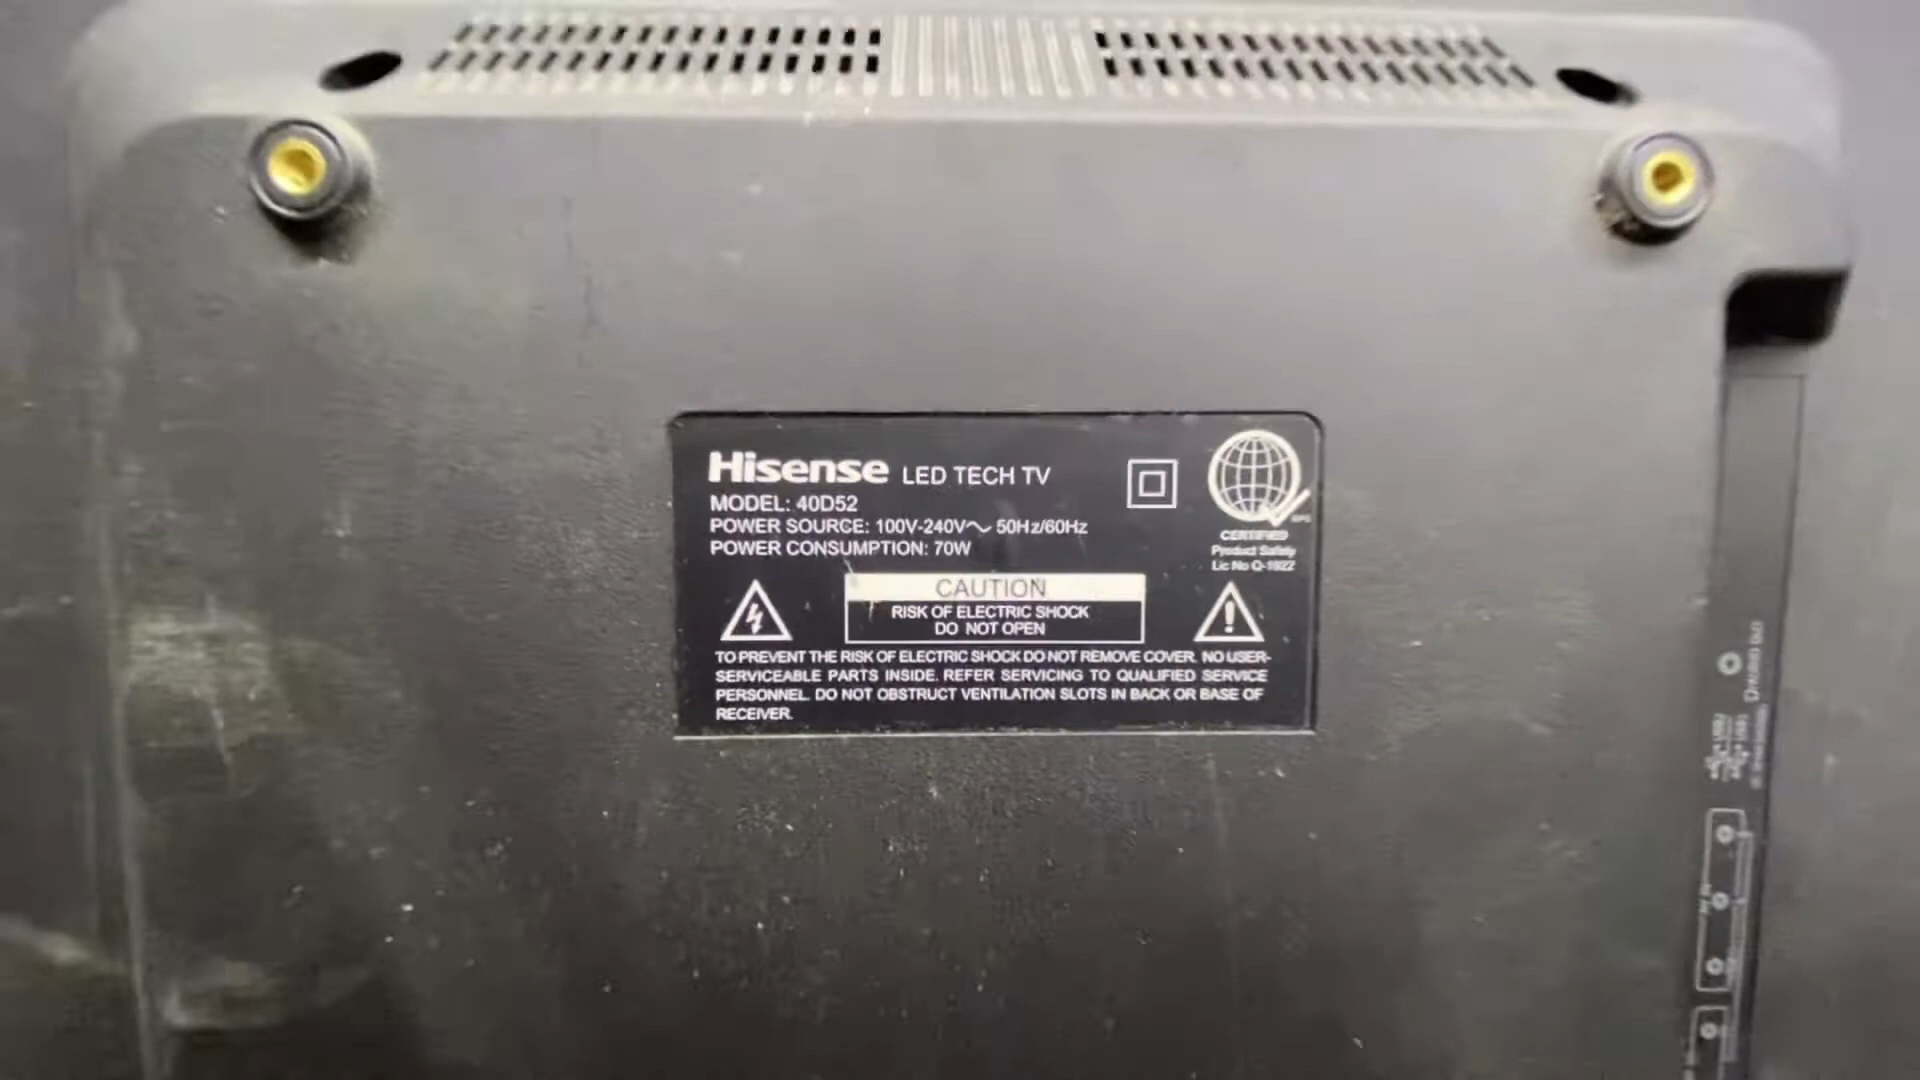 Hisense LED TECH TV
MODEL: 40D52
POWER SOURCE: 100V-240V～ 50Hz/60Hz
POWER CONSUMPTION: 70W
CERTIFIED
Product Safety
Lic No Q-1922
CAUTION
RISK OF ELECTRIC SHOCK
DO NOT OPEN
TO PREVENT THE RISK OF ELECTRIC SHOCK DO NOT REMOVE COVER. NO USER-
SERVICEABLE PARTS INSIDE. REFER SERVICING TO QUALIFIED SERVICE
PERSONNEL. DO NOT OBSTRUCT VENTILATION SLOTS IN BACK OR BASE OF
RECEIVER.